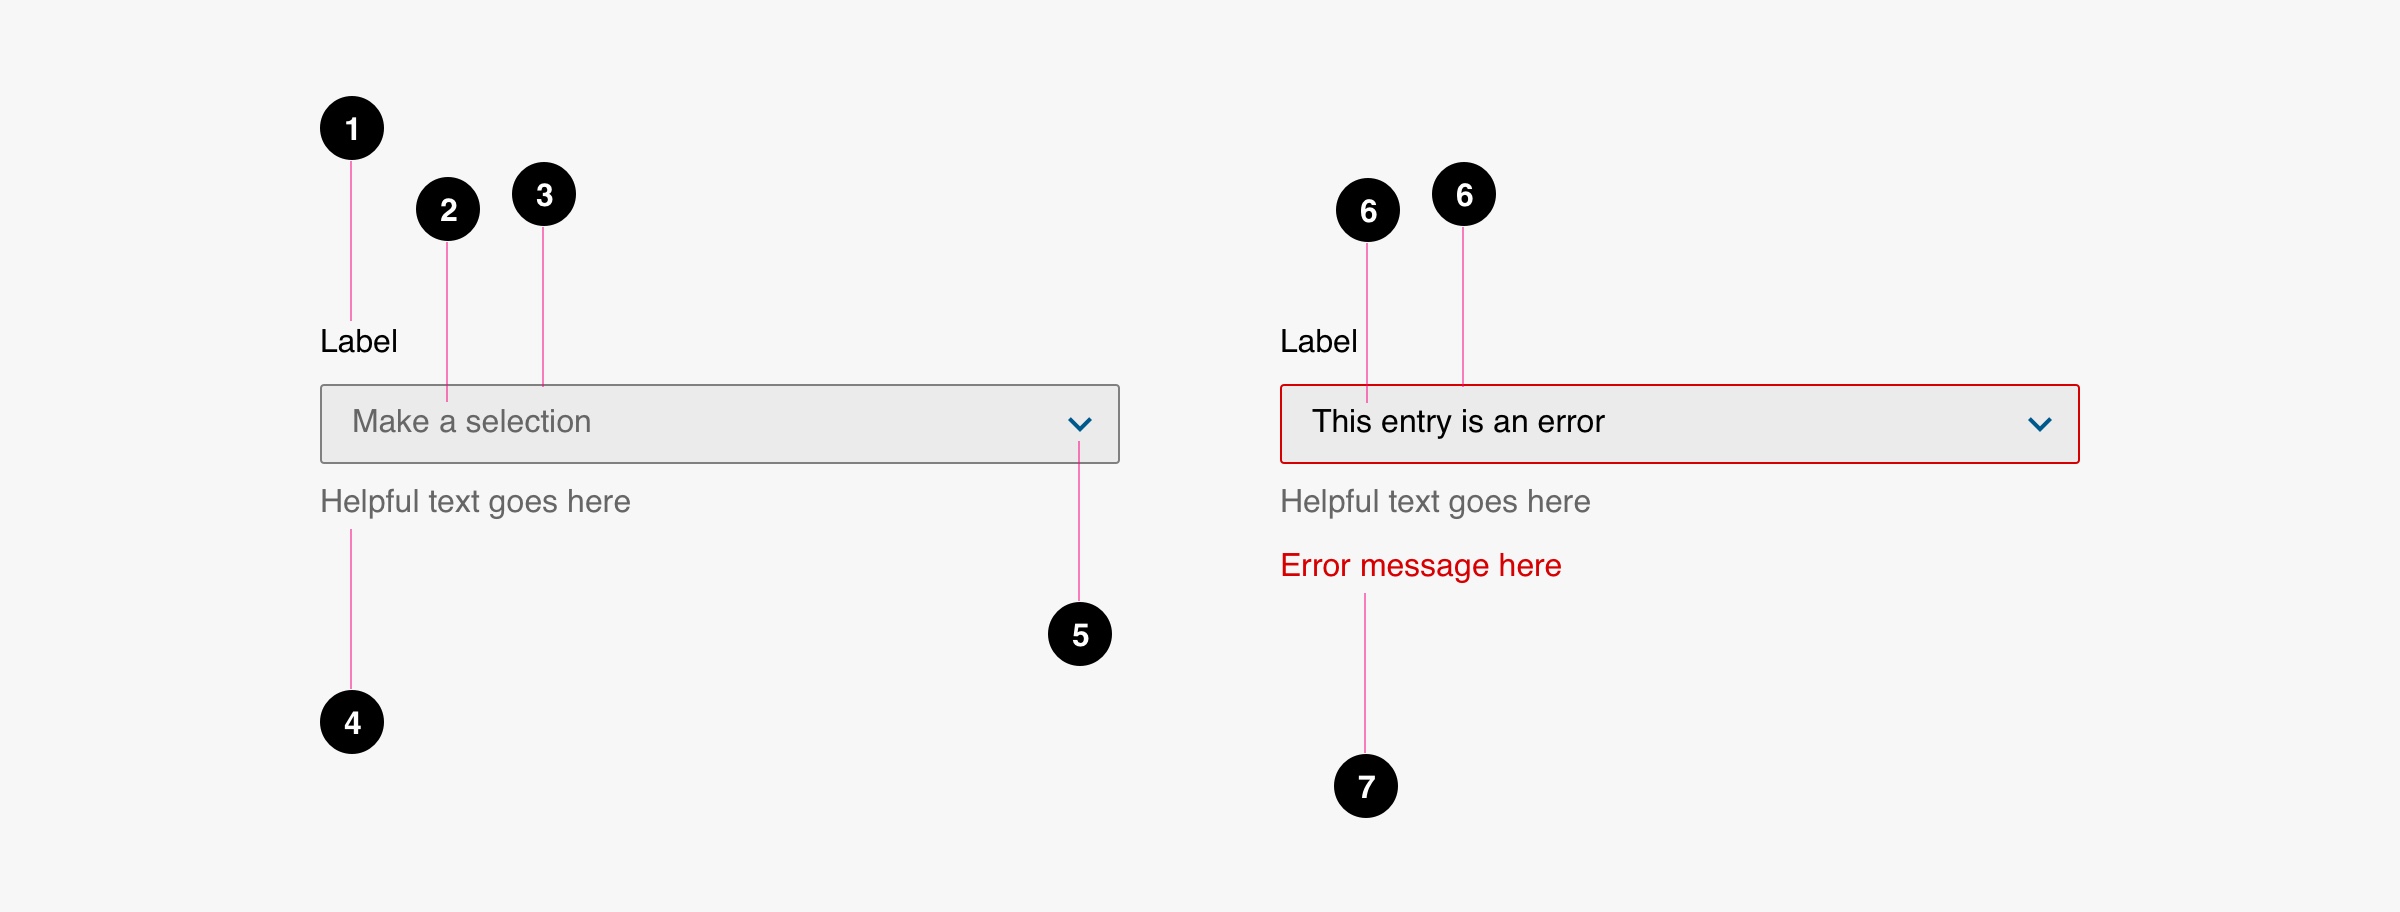 1
2
3
Label
Make a selection
Helpful text goes here
5
4
6
6
Label
This entry is an error
Helpful text goes here
Error message here
7